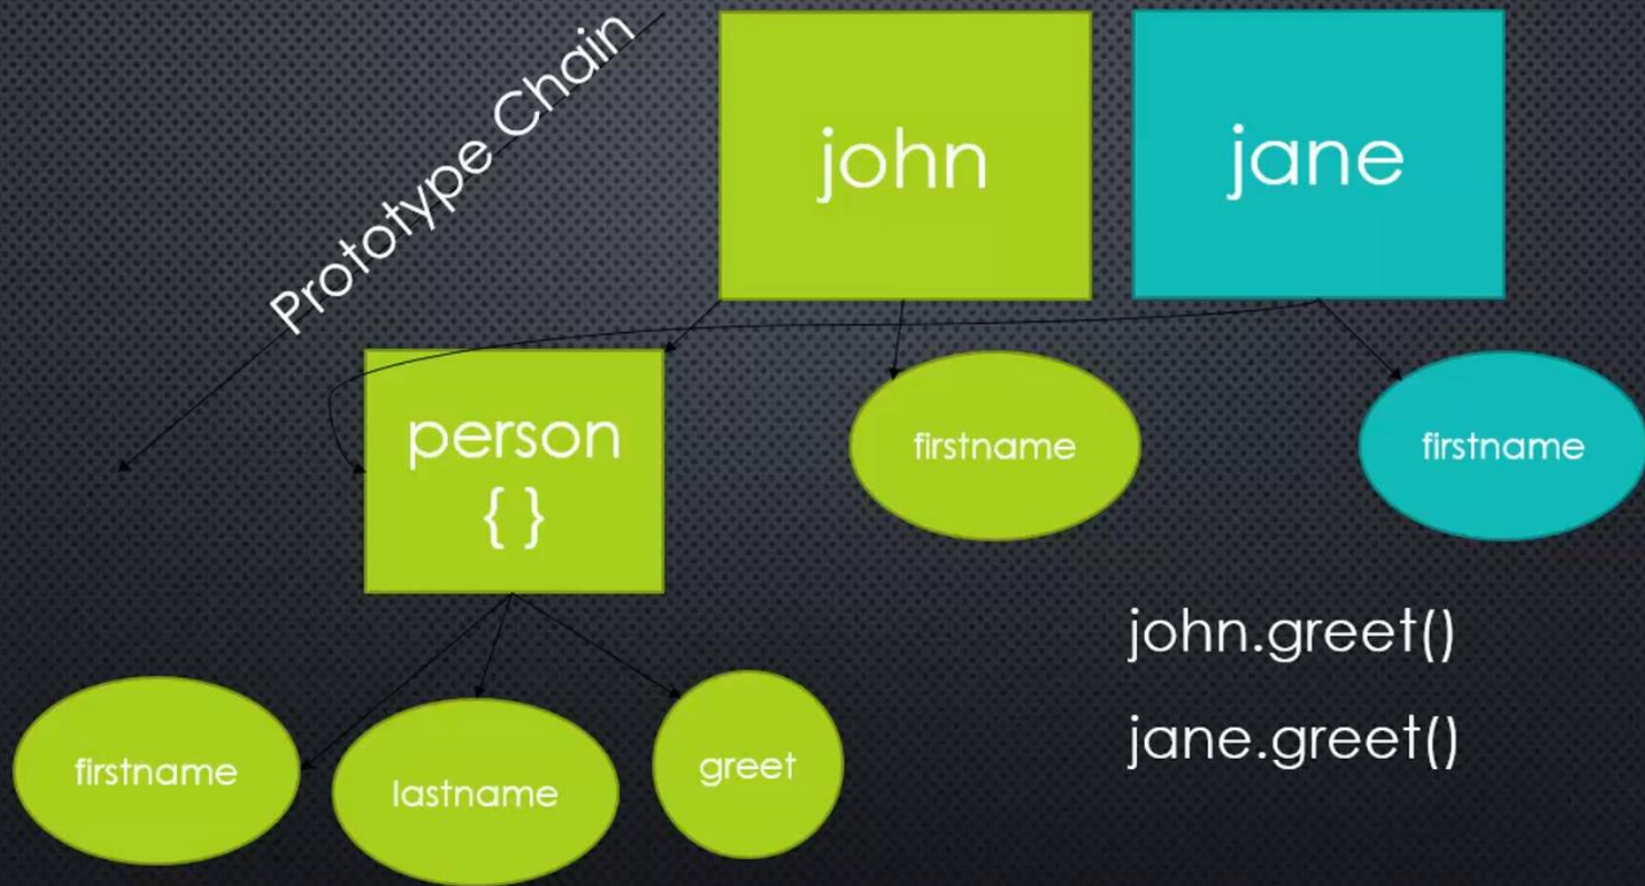 Prototype Chain
john
jane
person
{ }
firstname
firstname
firstname
lastname
greet
john.greet()
jane.greet()